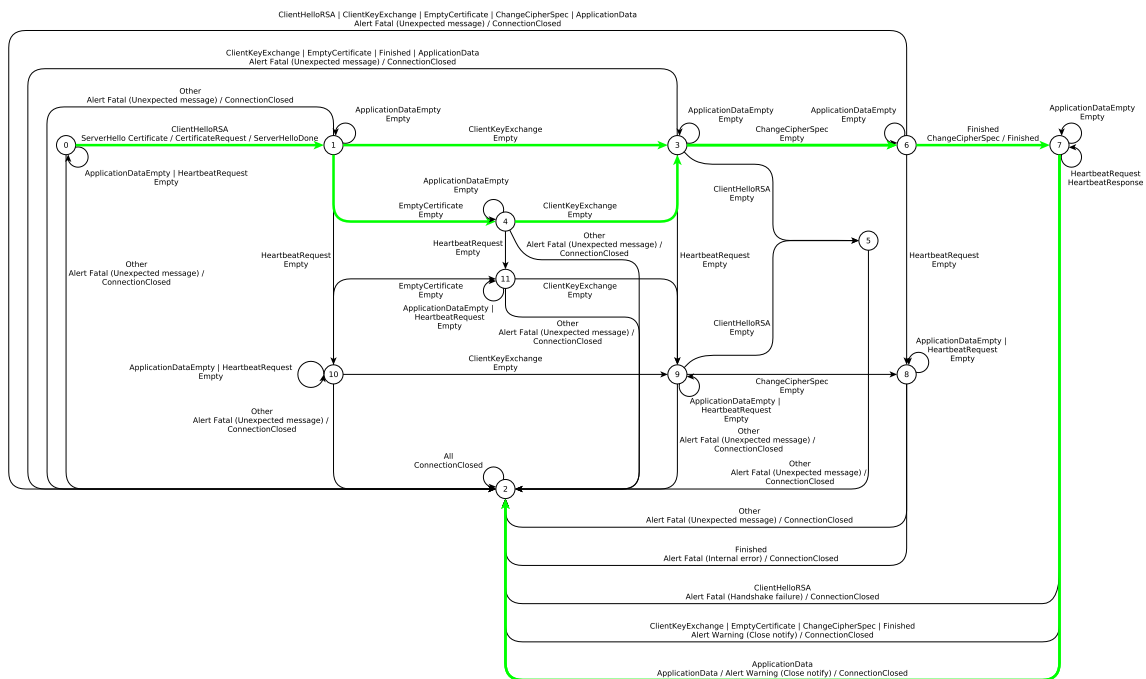 ClientHelloRSA | ClientKeyExchange | EmptyCertificate | ChangeCipherSpec | ApplicationData
Alert Fatal (Unexpected message) / ConnectionClosed
ClientKeyExchange | EmptyCertificate | Finished | ApplicationData
Alert Fatal (Unexpected message) / ConnectionClosed
Other
Alert Fatal (Unexpected message) / ConnectionClosed
ApplicationDataEmpty
Empty
ApplicationDataEmpty
Empty
ApplicationDataEmpty
Empty
ApplicationDataEmpty
Empty
ClientHelloRSA
ServerHello Certificate / CertificateRequest / ServerHelloDone
ClientKeyExchange
Empty
ChangeCipherSpec
Empty
Finished
ChangeCipherSpec / Finished
0
1
3
6
7
ApplicationDataEmpty | HeartbeatRequest
Empty
HeartbeatRequest
HeartbeatResponse
ApplicationDataEmpty
Empty
ClientHelloRSA
Empty
EmptyCertificate
Empty
4
ClientKeyExchange
Empty
HeartbeatRequest
Empty
Other
Alert Fatal (Unexpected message) /
ConnectionClosed
5
Other
Alert Fatal (Unexpected message) /
ConnectionClosed
HeartbeatRequest
Empty
HeartbeatRequest
Empty
HeartbeatRequest
Empty
11
EmptyCertificate
Empty
ClientKeyExchange
Empty
ApplicationDataEmpty |
HeartbeatRequest
Empty
Other
Alert Fatal (Unexpected message) /
ConnectionClosed
ClientHelloRSA
Empty
ApplicationDataEmpty |
HeartbeatRequest
Empty
ApplicationDataEmpty | HeartbeatRequest
Empty
10
ClientKeyExchange
Empty
9
ChangeCipherSpec
Empty
8
ApplicationDataEmpty |
HeartbeatRequest
Empty
Other
Alert Fatal (Unexpected message) /
ConnectionClosed
Other
Alert Fatal (Unexpected message) /
ConnectionClosed
All
ConnectionClosed
Other
Alert Fatal (Unexpected message) /
ConnectionClosed
2
Other
Alert Fatal (Unexpected message) / ConnectionClosed
Finished
Alert Fatal (Internal error) / ConnectionClosed
ClientHelloRSA
Alert Fatal (Handshake failure) / ConnectionClosed
ClientKeyExchange | EmptyCertificate | ChangeCipherSpec | Finished
Alert Warning (Close notify) / ConnectionClosed
ApplicationData
ApplicationData / Alert Warning (Close notify) / ConnectionClosed